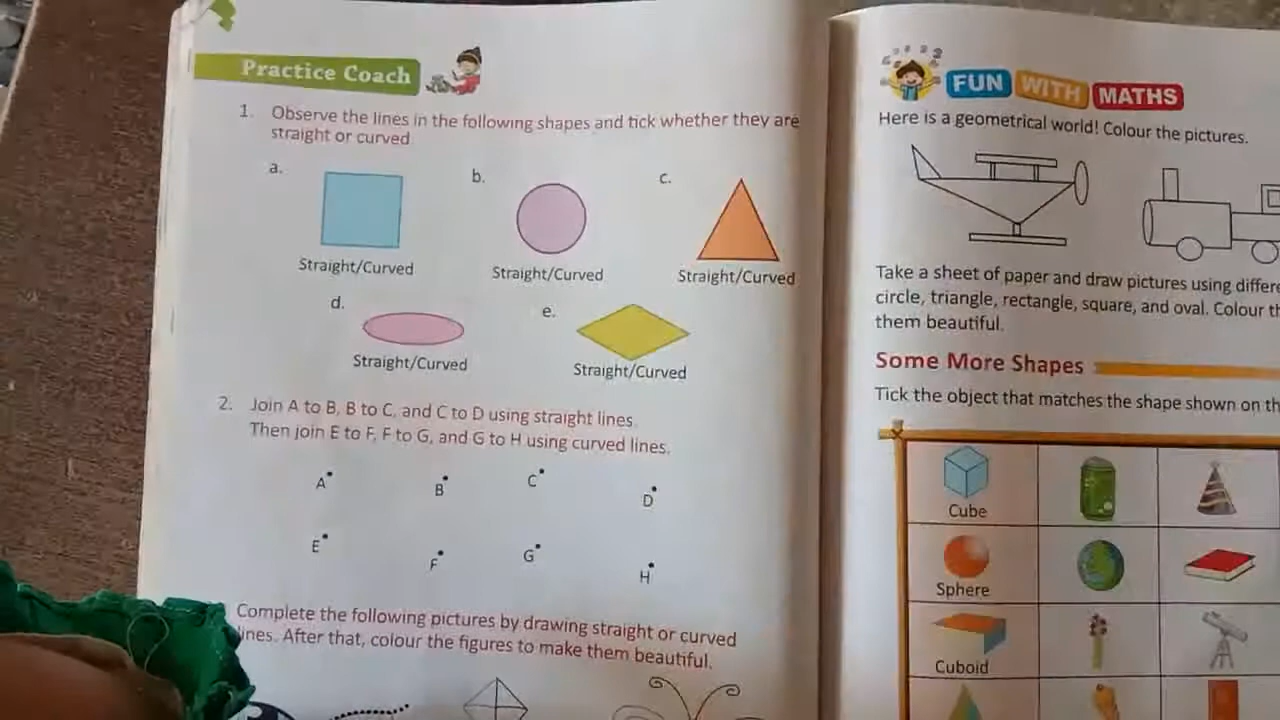 Practice Coach
1. Observe the lines in the following shapes and tick whether they are
straight or curved
a.
b.
c.
Straight/Curved
Straight/Curved
Straight/Curved
d.
e.
Straight/Curved
Straight/Curved
2. Join A to B, B to C, and C to D using straight lines.
Then join E to F, F to G, and G to H using curved lines.
A
B
C
D
E
F
G
H
Complete the following pictures by drawing straight or curved
lines. After that, colour the figures to make them beautiful.
FUN WITH MATHS
Here is a geometrical world! Colour the pictures.
Take a sheet of paper and draw pictures using
circle, triangle, rectangle, square, and oval. Colour
them beautiful.
Some More Shapes
Tick the object that matches the shape shown on
Cube
Sphere
Cuboid